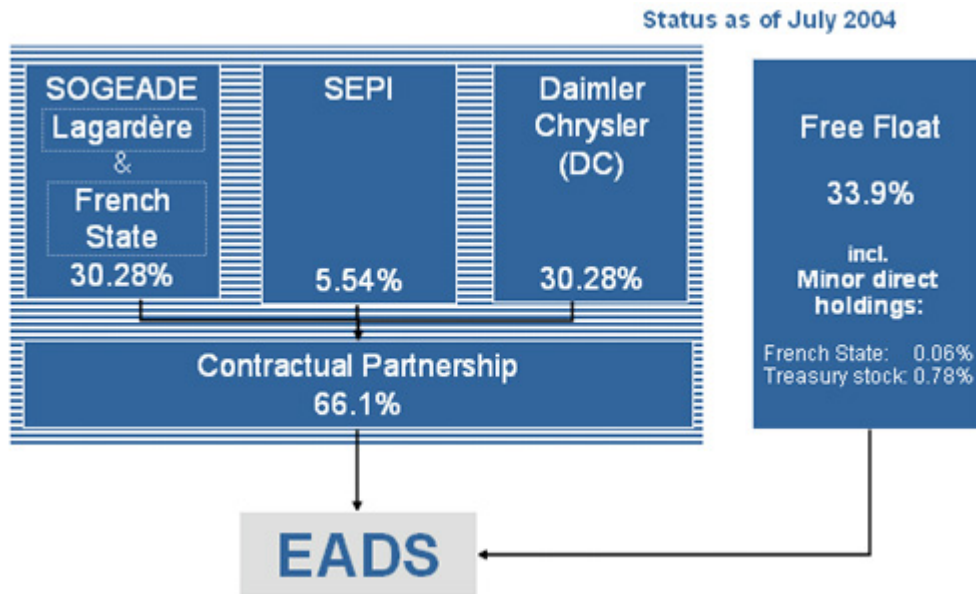 Status as of July 2004
SOGEADE
Lagardère
&
French
State
30.28%
SEPI
5.54%
Daimler
Chrysler
(DC)
30.28%
Free Float
33.9%
incl.
Minor direct
holdings:
French State: 0.06%
Treasury stock: 0.78%
Contractual Partnership
66.1%
EADS